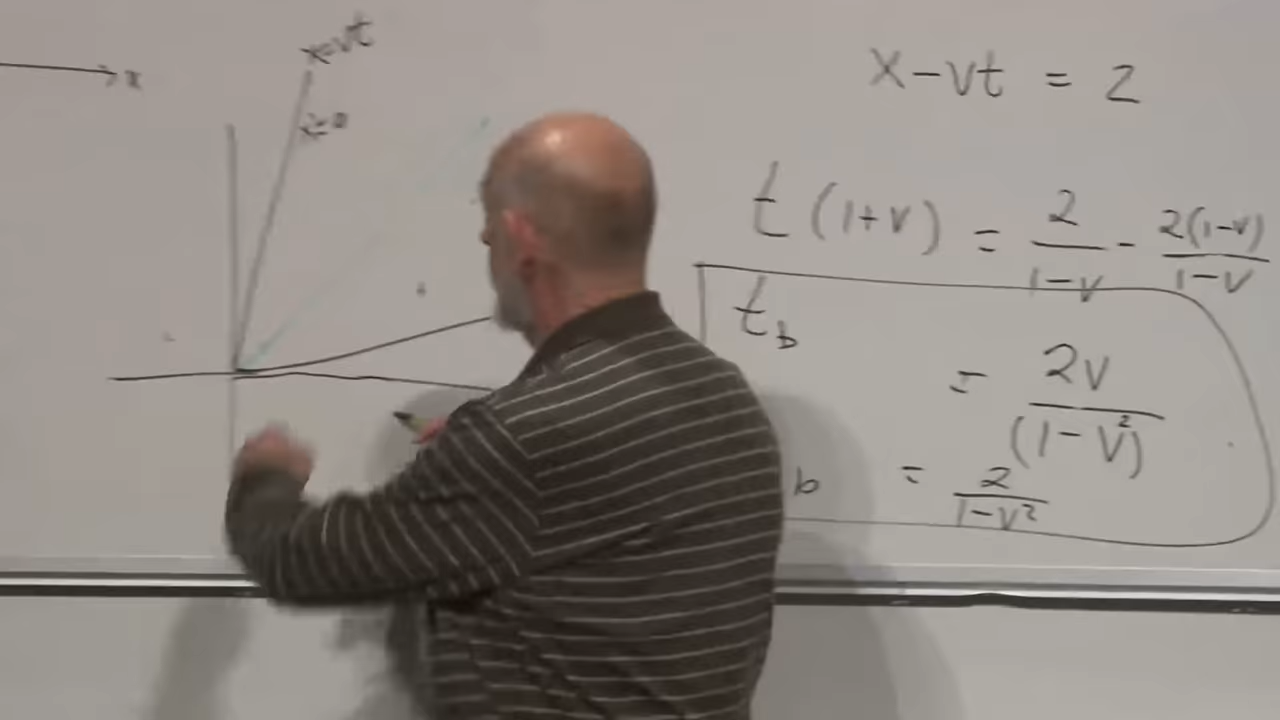 x=vt
x
x'=0
x-vt = 2
t(1+v) = 2/(1-v) - 2(1-v)/(1-v)
t_b
= 2v/(1-v²)
b = 2/(1-v²)